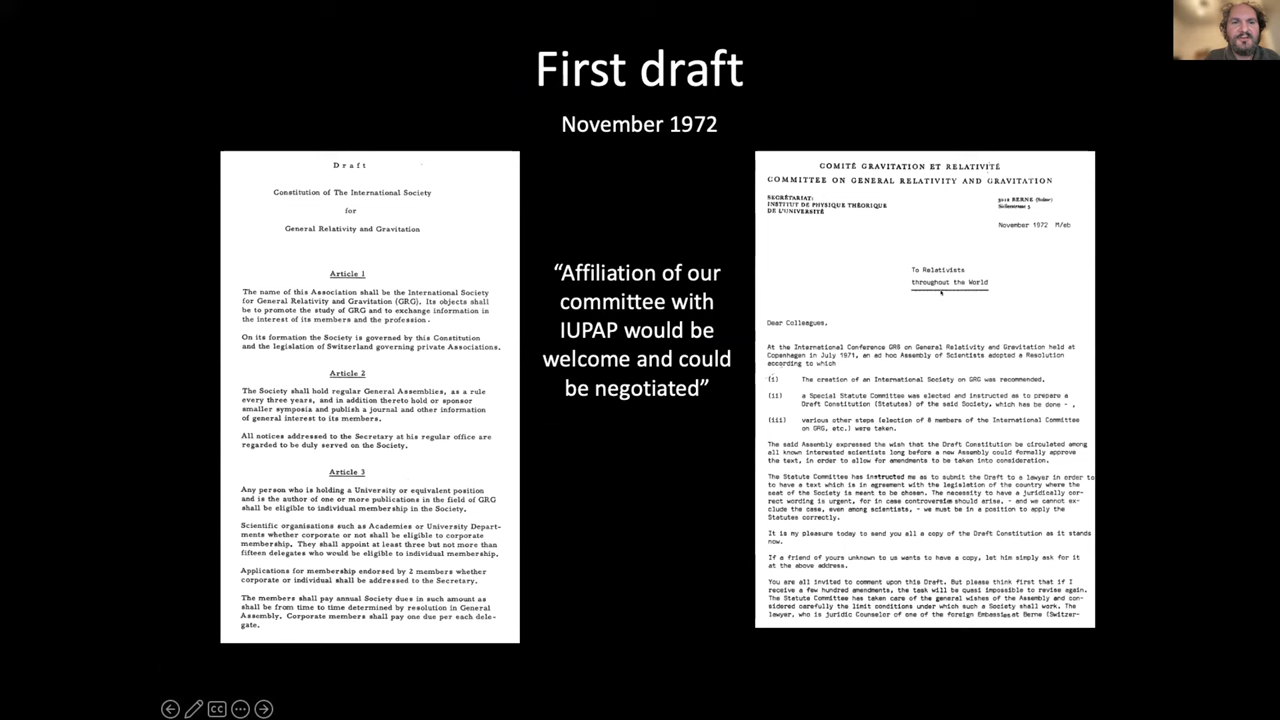 First draft
November 1972
Draft
Constitution of The International Society
for
General Relativity and Gravitation
Article 1
The name of this Association shall be the International Society
for General Relativity and Gravitation (GRG). Its objects shall
be to promote the study of GRG and to exchange information in
the interest of its members and the profession.
On its formation the Society is governed by this Constitution
and the legislation of Switzerland governing private Associations.
Article 2
The Society shall hold regular General Assemblies, as a rule
every three years, and in addition thereto hold or sponsor
smaller symposia and publish a journal and other information
of general interest to its members.
All notices addressed to the Secretary at his regular office are
regarded to be duly served on the Society.
Article 3
Any person who is holding a University or equivalent position
and is the author of one or more publications in the field of GRG
shall be eligible to individual membership in the Society.
Scientific organisations such as Academies or University Depart-
ments whether corporate or not shall be eligible to corporate
membership. They shall appoint at least three but not more than
fifteen delegates who would be eligible to individual membership.
Applications for membership endorsed by 2 members whether
corporate or individual shall be addressed to the Secretary.
The members shall pay annual Society dues in such amount as
shall be from time to time determined by resolution in General
Assembly. Corporate members shall pay one due per each dele-
gate.
“Affiliation of our
committee with
IUPAP would be
welcome and could
be negotiated”
COMITÉ GRAVITATION ET RELATIVITÉ
COMMITTEE ON GENERAL RELATIVITY AND GRAVITATION
SECRÉTARIAT:
INSTITUT DE PHYSIQUE THÉORIQUE
DE L'UNIVERSITÉ
3012 BERNE (Suisse)
Sidlerstrasse 5
November 1972 M/eb
To Relativists
throughout the World
Dear Colleagues,
At the International Conference GR6 on General Relativity and Gravitation held at
Copenhagen in July 1971, an ad hoc Assembly of Scientists adopted a Resolution
according to which
(i) The creation of an International Society on GRG was recommended,
(ii) a Special Statute Committee was elected and instructed as to prepare a
Draft Constitution (Statutes) of the said Society, which has be done - ,
(iii) various other steps (election of 8 members of the International Committee
on GRG, etc.) were taken.
The said Assembly expressed the wish that the Draft Constitution be circulated among
all known interested scientists long before a new Assembly could formally approve
the text, in order to allow for amendments to be taken into consideration.
The Statute Committee has instructed me as to submit the Draft to a lawyer in order to
to have a text which is in agreement with the legislation of the country where the
seat of the Society is meant to be chosen. The necessity to have a juridically cor-
rect wording is urgent, for in case controversies should arise, - and we cannot ex-
clude the case, even among scientists, - we must be in a position to apply the
Statutes correctly.
It is my pleasure today to send you all a copy of the Draft Constitution as it stands
now.
If a friend of yours unknown to us wants to have a copy, let him simply ask for it
at the above address.
You are all invited to comment upon this Draft. But please think first that if I
receive a few hundred amendments, the task will be quasi impossible to revise again.
The Statute Committee has taken care of the general wishes of the Assembly and con-
sidered carefully the limit conditions under which such a Society shall work. The
lawyer, who is juridic Counselor of one of the foreign Embassies at Berne (Switzer-
CC